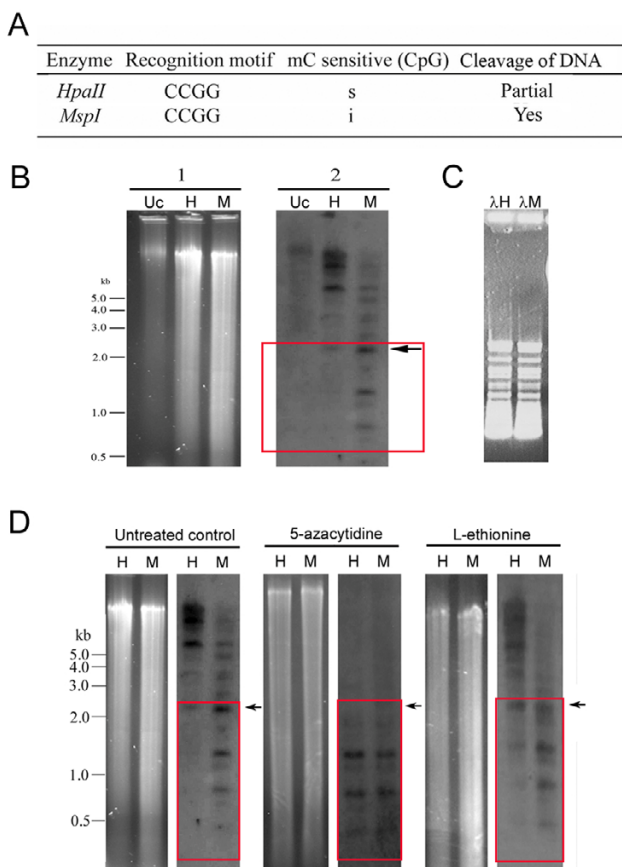 A
Enzyme Recognition motif mC sensitive (CpG) Cleavage of DNA
HpaII CCGG s Partial
MspI CCGG i Yes
B
1 2
Uc H M Uc H M
kb
5.0
4.0
3.0
2.0
1.0
0.5
C
λH λM
D
Untreated control 5-azacytidine L-ethionine
H M H M H M H M H M H M
kb
5.0
4.0
3.0
2.0
1.0
0.5